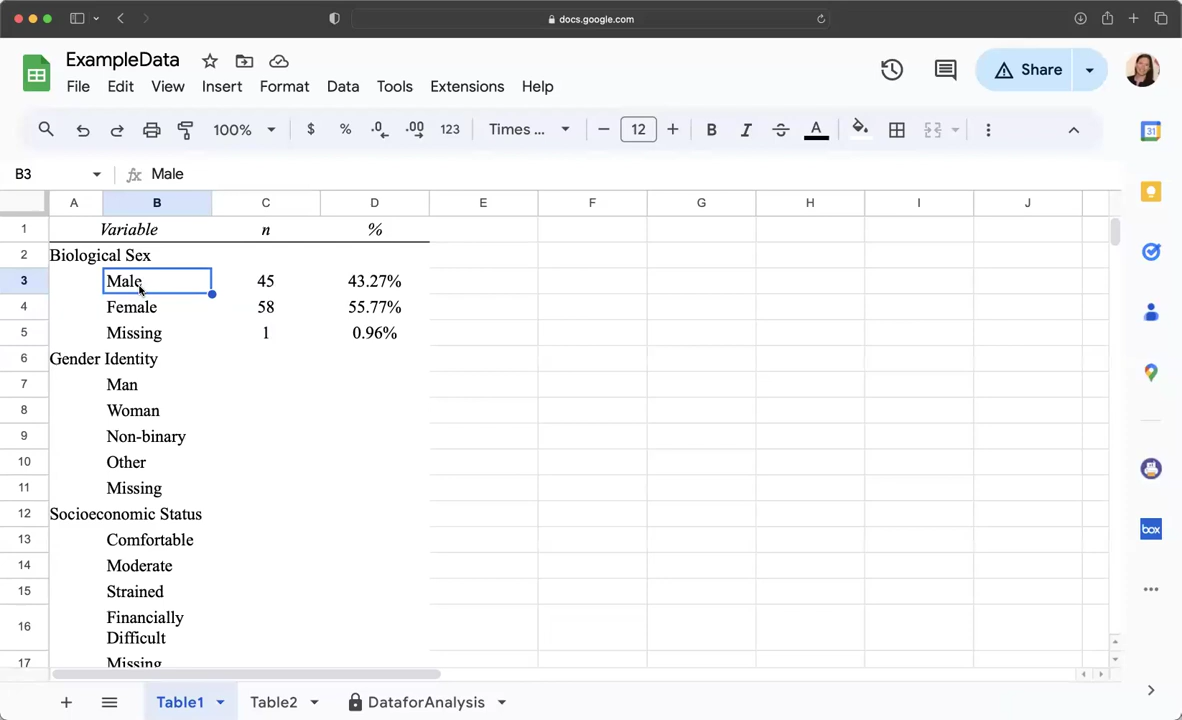 docs.google.com
ExampleData
File Edit View Insert Format Data Tools Extensions Help
Share
100% $ % .0 .00 123 Times ... 12 B I S A
B3 fx Male
A B C D E F G H I J
1 Variable n %
2 Biological Sex
3 Male 45 43.27%
4 Female 58 55.77%
5 Missing 1 0.96%
6 Gender Identity
7 Man
8 Woman
9 Non-binary
10 Other
11 Missing
12 Socioeconomic Status
13 Comfortable
14 Moderate
15 Strained
16 Financially
Difficult
17 Missing
Table1 Table2 DataforAnalysis
31
box